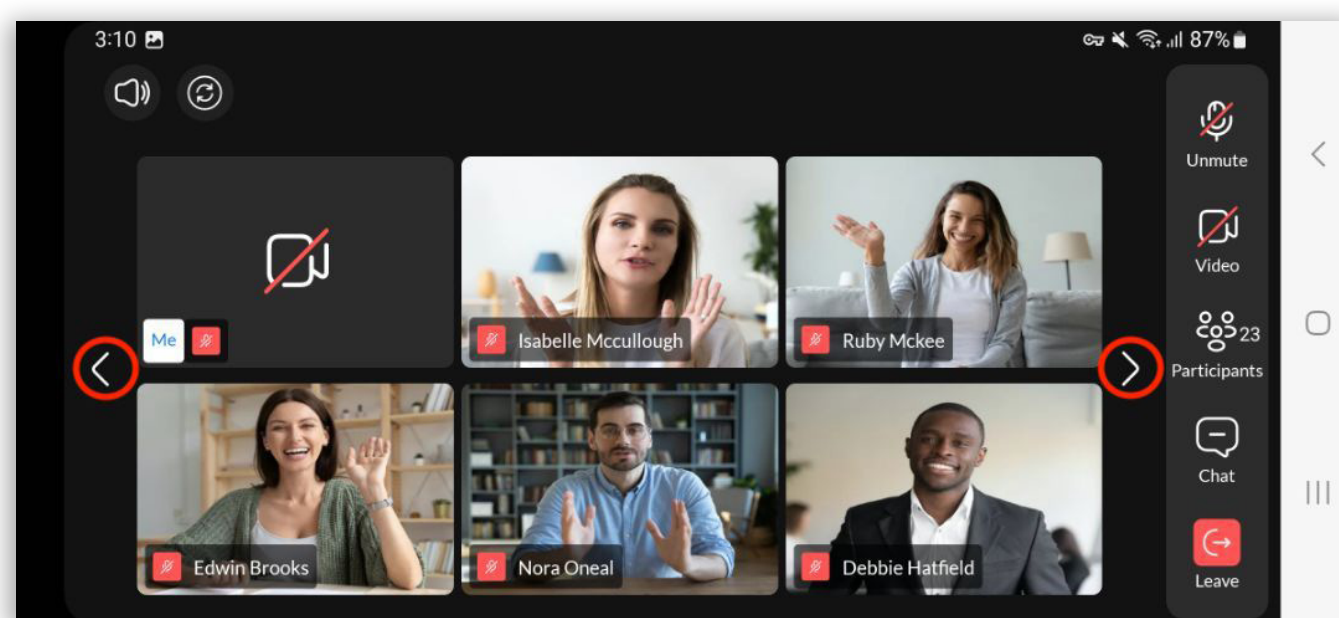 3:10
87%
Unmute
Video
23
Participants
Chat
Leave
Me
Isabelle Mccullough
Ruby Mckee
Edwin Brooks
Nora Oneal
Debbie Hatfield